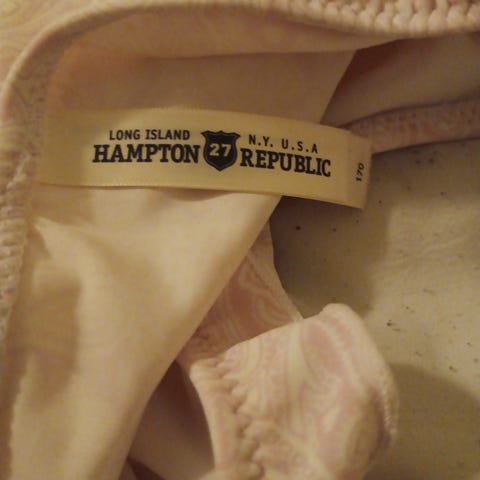 LONG ISLAND N.Y. U.S.A
HAMPTON 27 REPUBLIC
170